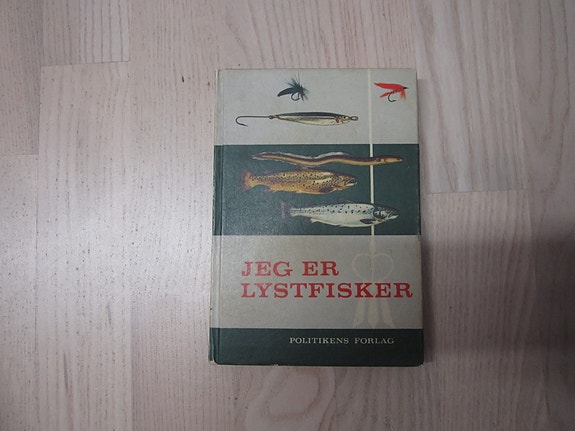 JEG ER
LYSTFISKER
POLITIKENS FORLAG